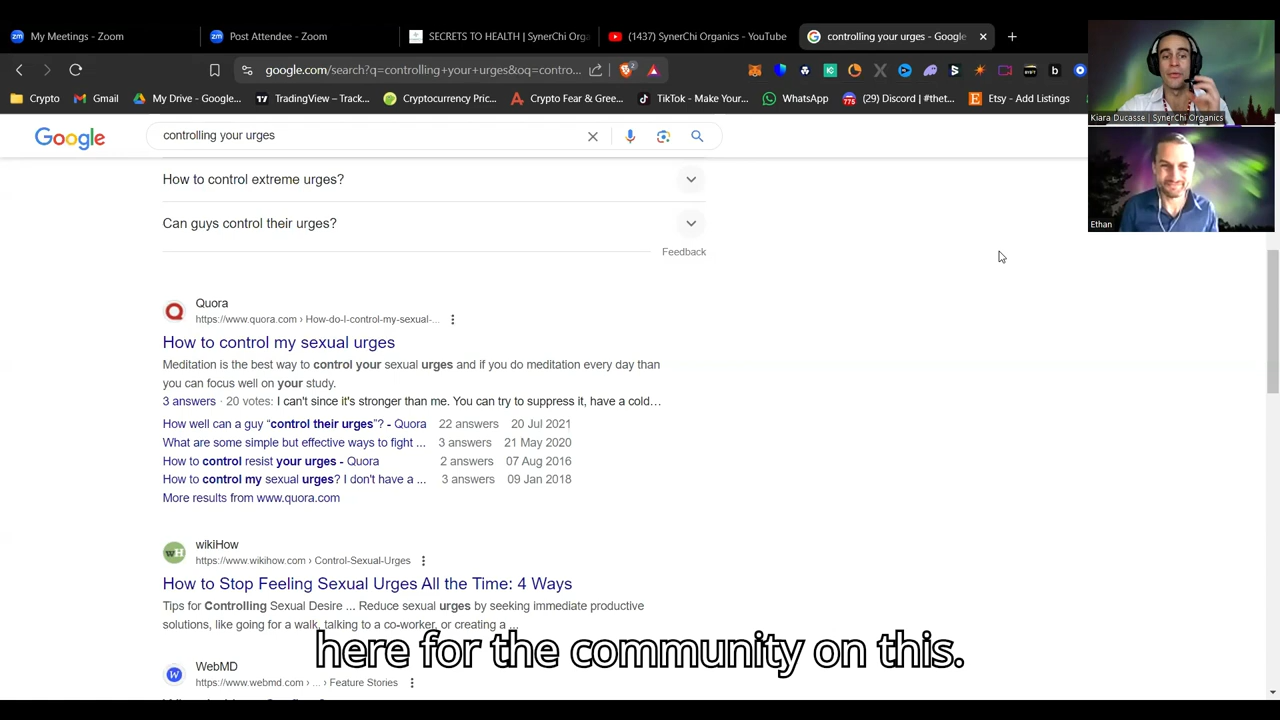 My Meetings - Zoom
Post Attendee - Zoom
SECRETS TO HEALTH | SynerChi Orga
(1437) SynerChi Organics - YouTube
controlling your urges - Google
google.com/search?q=controlling+your+urges&oq=contro...
2
Crypto
Gmail
My Drive - Google...
TradingView – Track...
Cryptocurrency Pric...
Crypto Fear & Gree...
TikTok - Make Your...
WhatsApp
(29) Discord | #thet...
Etsy - Add Listings
Kiara Ducasse | SynerChi Organics
Google
controlling your urges
How to control extreme urges?
Can guys control their urges?
Ethan
Feedback
Quora
https://www.quora.com › How-do-I-control-my-sexual-...
How to control my sexual urges
Meditation is the best way to control your sexual urges and if you do meditation every day than
you can focus well on your study.
3 answers · 20 votes: I can't since it's stronger than me. You can try to suppress it, have a cold…
How well can a guy “control their urges”? - Quora 22 answers 20 Jul 2021
What are some simple but effective ways to fight ... 3 answers 21 May 2020
How to control resist your urges - Quora 2 answers 07 Aug 2016
How to control my sexual urges? I don't have a ... 3 answers 09 Jan 2018
More results from www.quora.com
wikiHow
https://www.wikihow.com › Control-Sexual-Urges
How to Stop Feeling Sexual Urges All the Time: 4 Ways
Tips for Controlling Sexual Desire ... Reduce sexual urges by seeking immediate productive
solutions, like going for a walk, talking to a co-worker, or creating a ...
here for the community on this.
WebMD
https://www.webmd.com › ... › Feature Stories